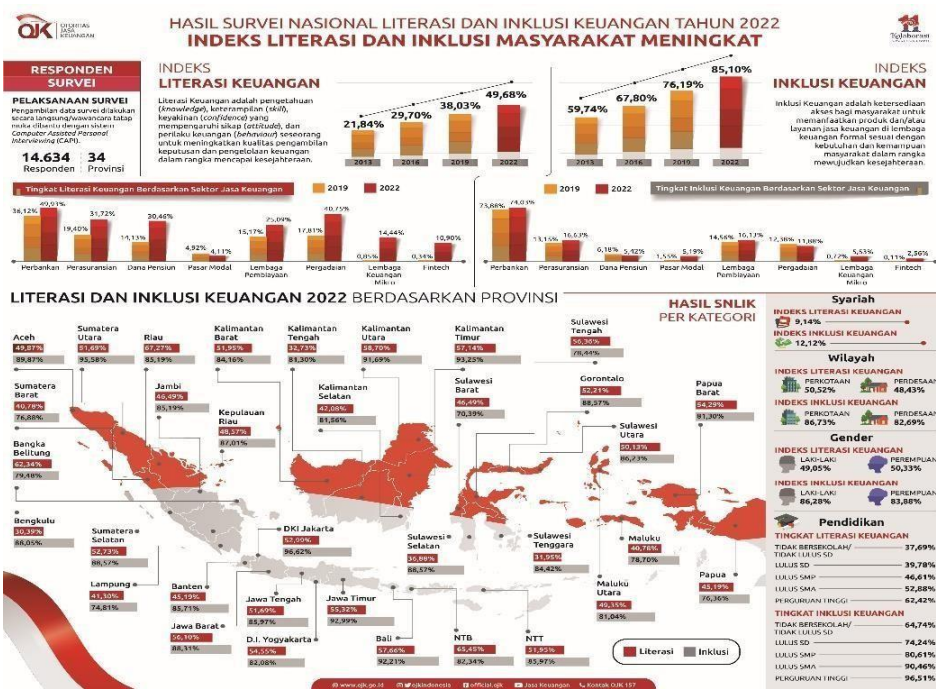 OJK OTORITAS JASA KEUANGAN
HASIL SURVEI NASIONAL LITERASI DAN INKLUSI KEUANGAN TAHUN 2022
INDEKS LITERASI DAN INKLUSI MASYARAKAT MENINGKAT
RESPONDEN
SURVEI
PELAKSANAAN SURVEI
Pengambilan data survei dilakukan
secara langsung/wawancara tatap
muka dibantu dengan sistem
Computer Assisted Personal
Interviewing (CAPI).
14.634 34
Responden Provinsi
INDEKS
LITERASI KEUANGAN
Literasi Keuangan adalah pengetahuan
(knowledge), keterampilan (skill),
keyakinan (confidence) yang
mempengaruhi sikap (attitude), dan
perilaku keuangan (behaviour) seseorang
untuk meningkatkan kualitas pengambilan
keputusan dan pengelolaan keuangan
dalam rangka mencapai kesejahteraan.
21,84% 29,70% 38,03% 49,68%
2013 2016 2019 2022
59,74% 67,80% 76,19% 85,10%
2013 2016 2019 2022
INDEKS
INKLUSI KEUANGAN
Inklusi Keuangan adalah ketersediaan
akses bagi masyarakat untuk
memanfaatkan produk dan/atau
layanan jasa keuangan di lembaga
keuangan formal sesuai dengan
kebutuhan dan kemampuan
masyarakat dalam rangka
mewujudkan kesejahteraan.
Tingkat Literasi Keuangan Berdasarkan Sektor Jasa Keuangan
2019 2022
36,12% 49,93%
19,40% 31,72%
14,13% 30,46%
4,92% 4,11%
15,17% 25,09%
17,81% 40,75%
0,85% 14,44%
0,34% 10,90%
Perbankan Perasuransian Dana Pensiun Pasar Modal Lembaga Pembiayaan Pergadaian Lembaga Keuangan Mikro Fintech
2019 2022
Tingkat Inklusi Keuangan Berdasarkan Sektor Jasa Keuangan
73,88% 74,03%
13,15% 16,63%
6,18% 5,42%
1,55% 5,19%
14,56% 16,13%
12,38% 11,88%
0,72% 5,53%
0,11% 2,56%
Perbankan Perasuransian Dana Pensiun Pasar Modal Lembaga Pembiayaan Pergadaian Lembaga Keuangan Mikro Fintech
LITERASI DAN INKLUSI KEUANGAN 2022 BERDASARKAN PROVINSI
HASIL SNLIK
PER KATEGORI
Aceh
49,87%
89,87%
Sumatera
Utara
51,69%
95,58%
Riau
67,27%
85,19%
Kalimantan
Barat
51,95%
84,16%
Kalimantan
Tengah
32,73%
81,30%
Kalimantan
Utara
58,70%
91,69%
Kalimantan
Timur
57,14%
93,25%
Sulawesi
Tengah
56,36%
78,44%
Sumatera
Barat
40,78%
76,88%
Jambi
46,49%
85,19%
Kepulauan
Riau
48,57%
87,01%
Kalimantan
Selatan
42,08%
81,56%
Sulawesi
Barat
46,49%
70,39%
Gorontalo
52,21%
88,57%
Papua
Barat
54,29%
81,30%
Sulawesi
Utara
50,13%
86,23%
Bangka
Belitung
62,34%
79,48%
Bengkulu
30,39%
88,05%
Sumatera
Selatan
52,73%
88,57%
DKI Jakarta
52,99%
96,62%
Sulawesi
Selatan
36,88%
88,57%
Sulawesi
Tenggara
31,95%
84,42%
Maluku
40,78%
78,70%
Lampung
41,30%
74,81%
Banten
45,19%
85,71%
Jawa Tengah
51,69%
85,97%
Jawa Timur
55,32%
92,99%
Maluku
Utara
49,35%
81,04%
Papua
45,19%
76,36%
Jawa Barat
56,10%
88,31%
D.I. Yogyakarta
54,55%
82,08%
Bali
57,66%
92,21%
NTB
65,45%
82,34%
NTT
51,95%
85,97%
Literasi Inklusi
Syariah
INDEKS LITERASI KEUANGAN
9,14%
INDEKS INKLUSI KEUANGAN
12,12%
Wilayah
INDEKS LITERASI KEUANGAN
PERKOTAAN PERDESAAN
50,52% 48,43%
INDEKS INKLUSI KEUANGAN
PERKOTAAN PERDESAAN
86,73% 82,69%
Gender
INDEKS LITERASI KEUANGAN
LAKI-LAKI PEREMPUAN
49,05% 50,33%
INDEKS INKLUSI KEUANGAN
LAKI-LAKI PEREMPUAN
86,28% 83,88%
Pendidikan
TINGKAT LITERASI KEUANGAN
TIDAK BERSEKOLAH/ 37,69%
TIDAK LULUS SD
LULUS SD 39,78%
LULUS SMP 46,61%
LULUS SMA 52,88%
PERGURUAN TINGGI 62,42%
TINGKAT INKLUSI KEUANGAN
TIDAK BERSEKOLAH/ 64,74%
TIDAK LULUS SD
LULUS SD 74,24%
LULUS SMP 80,61%
LULUS SMA 90,46%
PERGURUAN TINGGI 96,51%
www.ojk.go.id ojkindonesia official.ojk Jasa Keuangan Kontak OJK 157